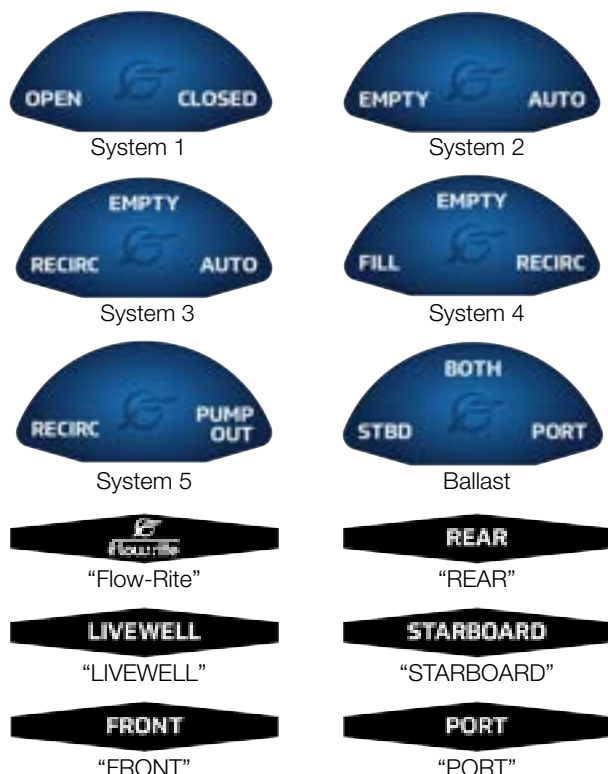 OPEN CLOSED
System 1
EMPTY AUTO
System 2
EMPTY
RECIRC AUTO
System 3
EMPTY
FILL RECIRC
System 4
RECIRC PUMP
OUT
System 5
BOTH
STBD PORT
Ballast
Flow-rite
“Flow-Rite”
REAR
“REAR”
LIVEWELL
“LIVEWELL”
STARBOARD
“STARBOARD”
FRONT
“FRONT”
PORT
“PORT”